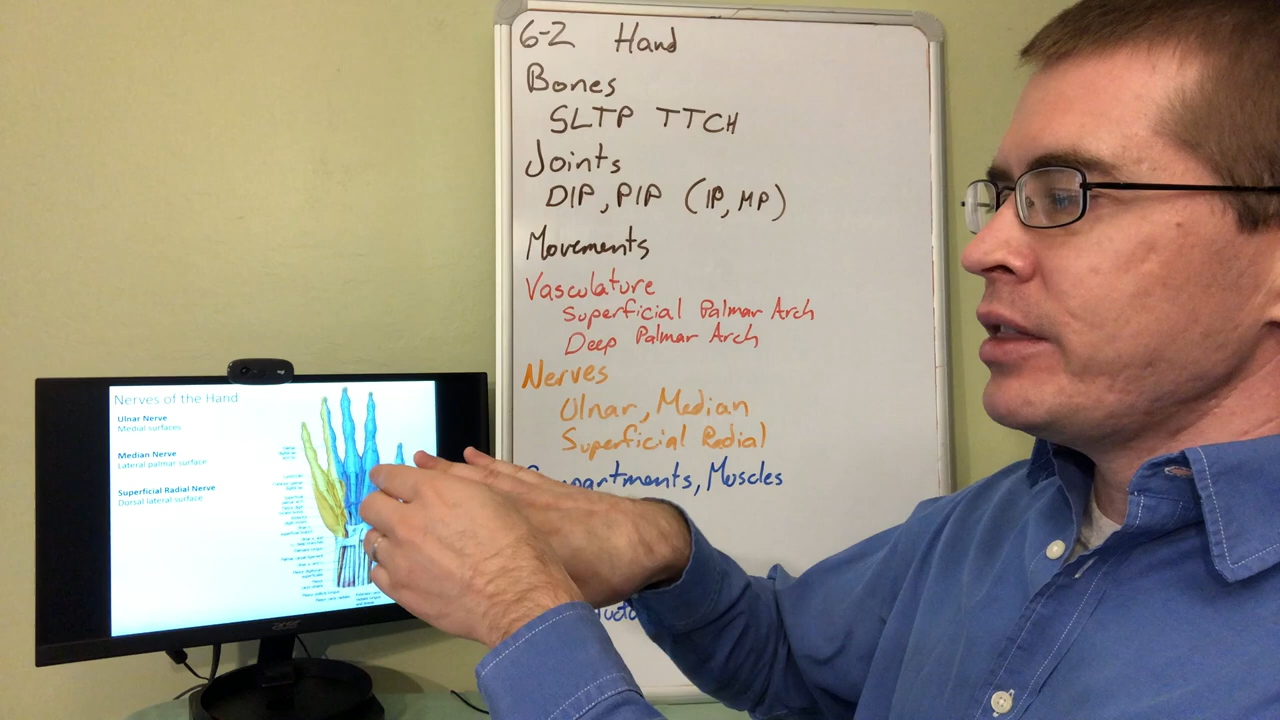 6-2 Hand
Bones
SLTP TTCH
Joints
DIP, PIP (IP, MP)
Movements
Vasculature
Superficial Palmar Arch
Deep Palmar Arch
Nerves
Ulnar, Median
Superficial Radial
Muscles
Nerves of the Hand
Ulnar Nerve
Medial surfaces
Median Nerve
Lateral palmar surface
Superficial Radial Nerve
Dorsal lateral surface
acer